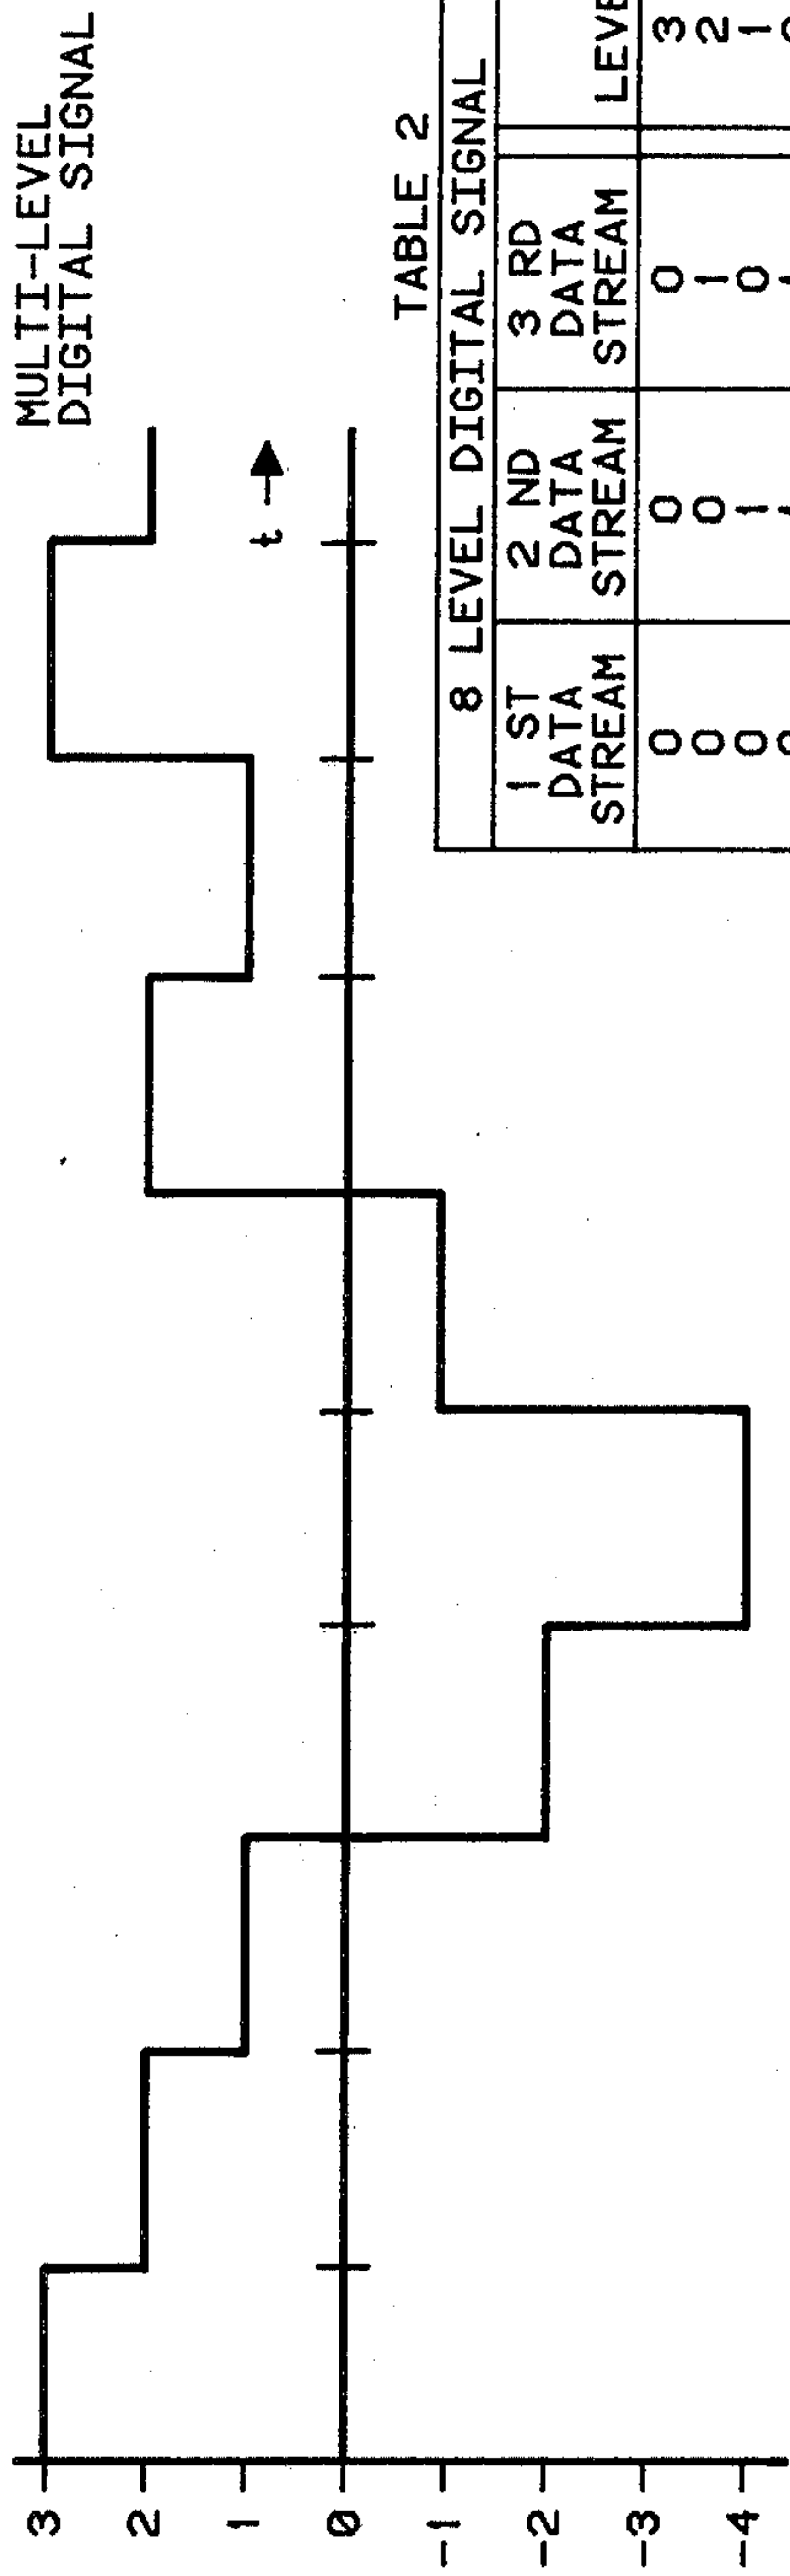 MULTI-LEVEL
DIGITAL SIGNAL
3
2
1
0
-1
-2
-3
-4
t
TABLE 2
8 LEVEL DIGITAL SIGNAL
1 ST DATA STREAM
2 ND DATA STREAM
3 RD DATA STREAM
0 0 0 3
0 0 1 2
0 1 0 1